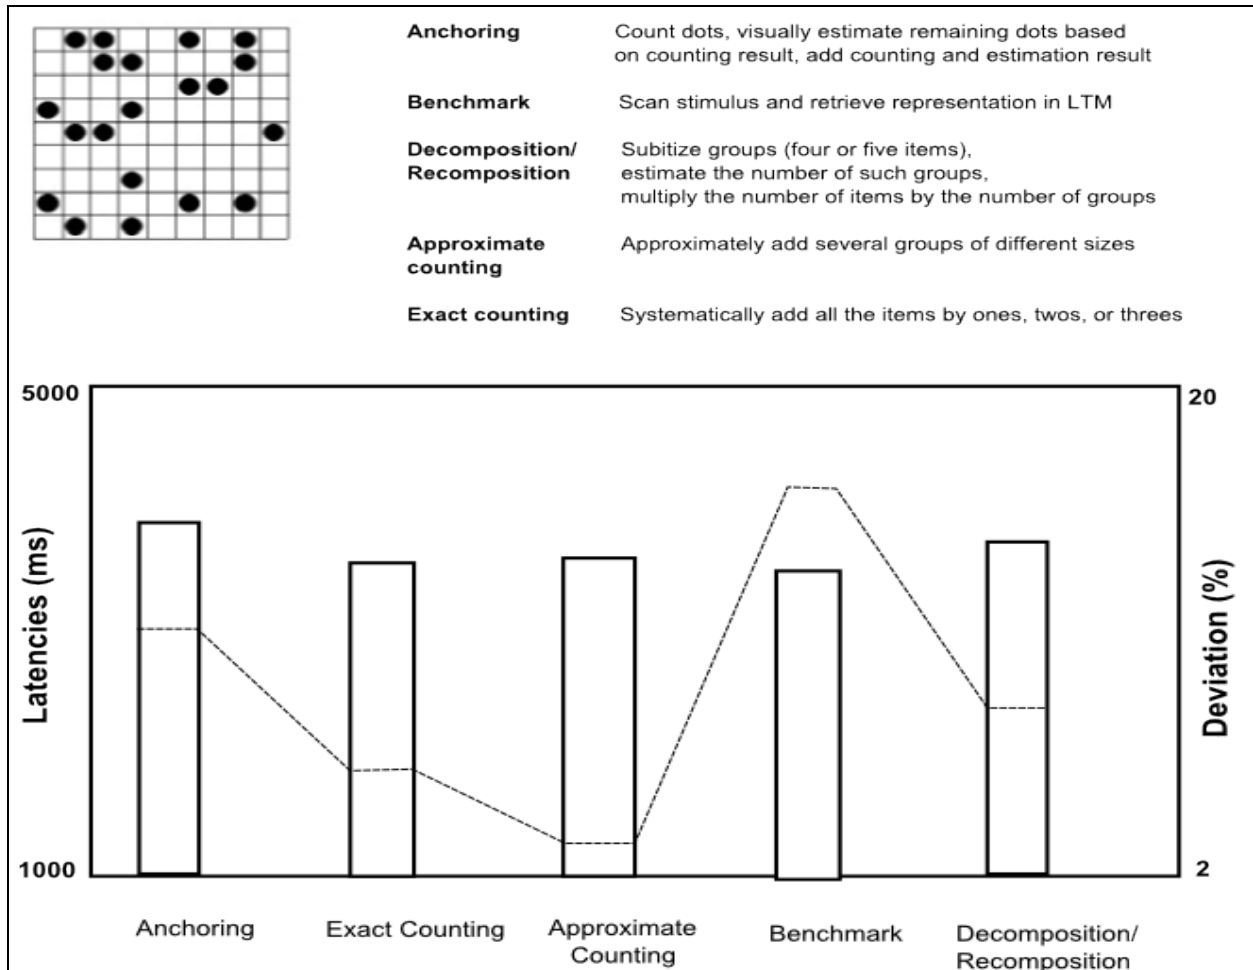 Anchoring Count dots, visually estimate remaining dots based
on counting result, add counting and estimation result
Benchmark Scan stimulus and retrieve representation in LTM
Decomposition/ Subitize groups (four or five items),
Recomposition estimate the number of such groups,
multiply the number of items by the number of groups
Approximate Approximately add several groups of different sizes
counting
Exact counting Systematically add all the items by ones, twos, or threes
5000
20
Latencies (ms)
Deviation (%)
1000
2
Anchoring
Exact Counting
Approximate
Counting
Benchmark
Decomposition/
Recomposition